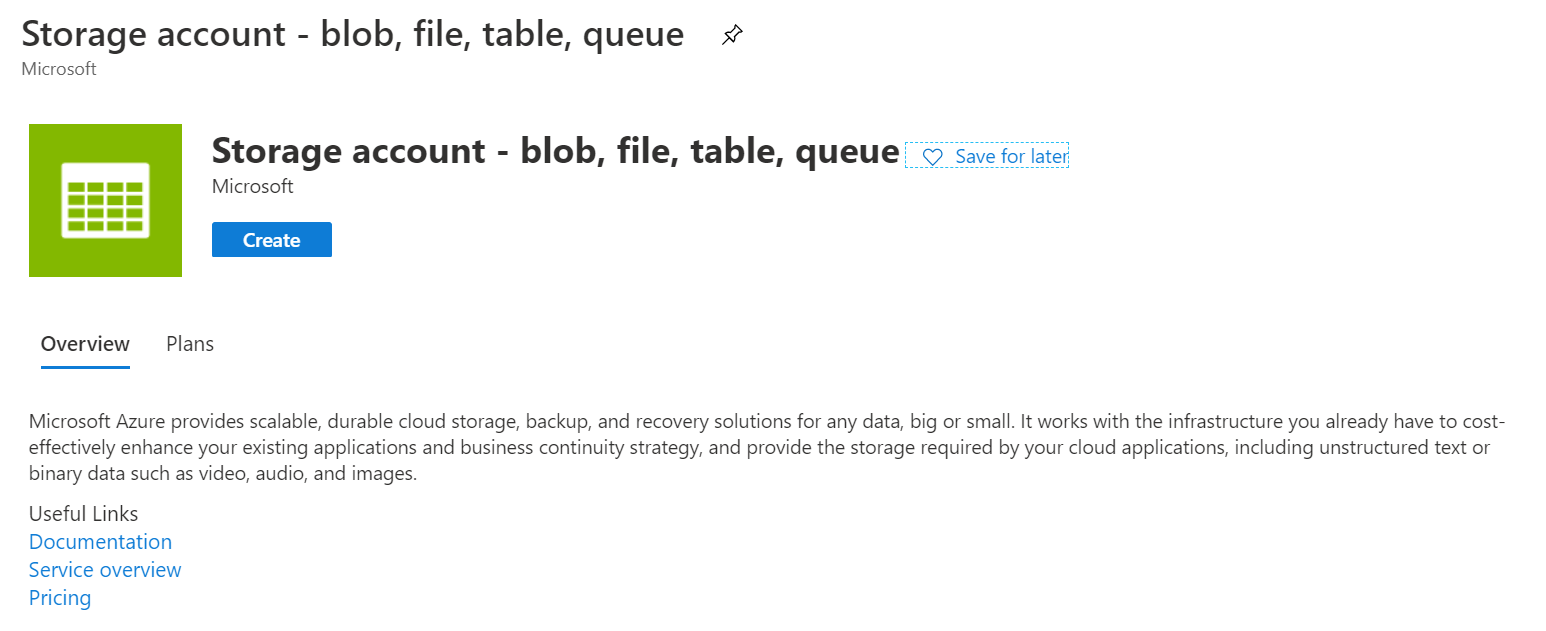 Storage account - blob, file, table, queue
Microsoft
Storage account - blob, file, table, queue
Save for later
Microsoft
Create
Overview
Plans
Microsoft Azure provides scalable, durable cloud storage, backup, and recovery solutions for any data, big or small. It works with the infrastructure you already have to cost-
effectively enhance your existing applications and business continuity strategy, and provide the storage required by your cloud applications, including unstructured text or
binary data such as video, audio, and images.
Useful Links
Documentation
Service overview
Pricing